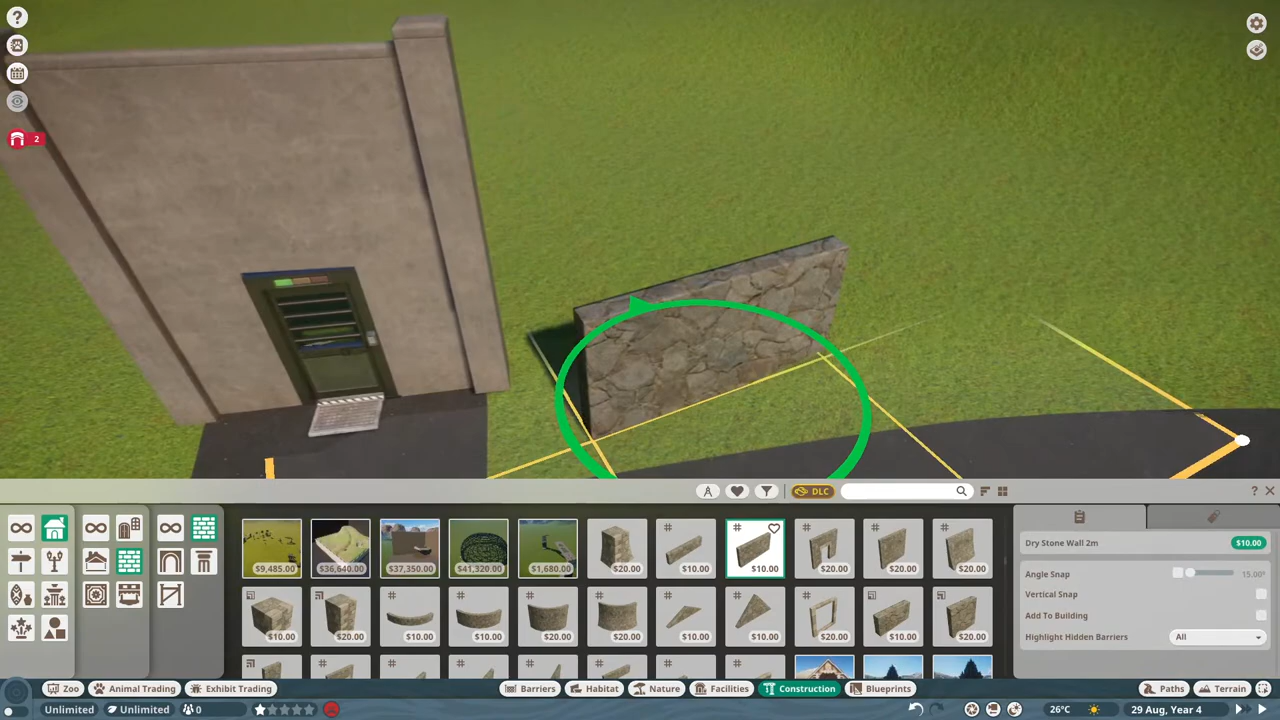 ?
2
DLC
?
$9,485.00 $36,640.00 $37,350.00 $41,320.00 $1,680.00 $20.00 $10.00 $10.00 $20.00 $20.00 $20.00
$10.00 $20.00 $10.00 $10.00 $20.00 $20.00 $10.00 $10.00 $20.00 $10.00 $20.00
Dry Stone Wall 2m $10.00
Angle Snap 15.00°
Vertical Snap
Add To Building
Highlight Hidden Barriers All
Zoo Animal Trading Exhibit Trading Barriers Habitat Nature Facilities Construction Blueprints Paths Terrain
Unlimited Unlimited 0 26°C 29 Aug, Year 4